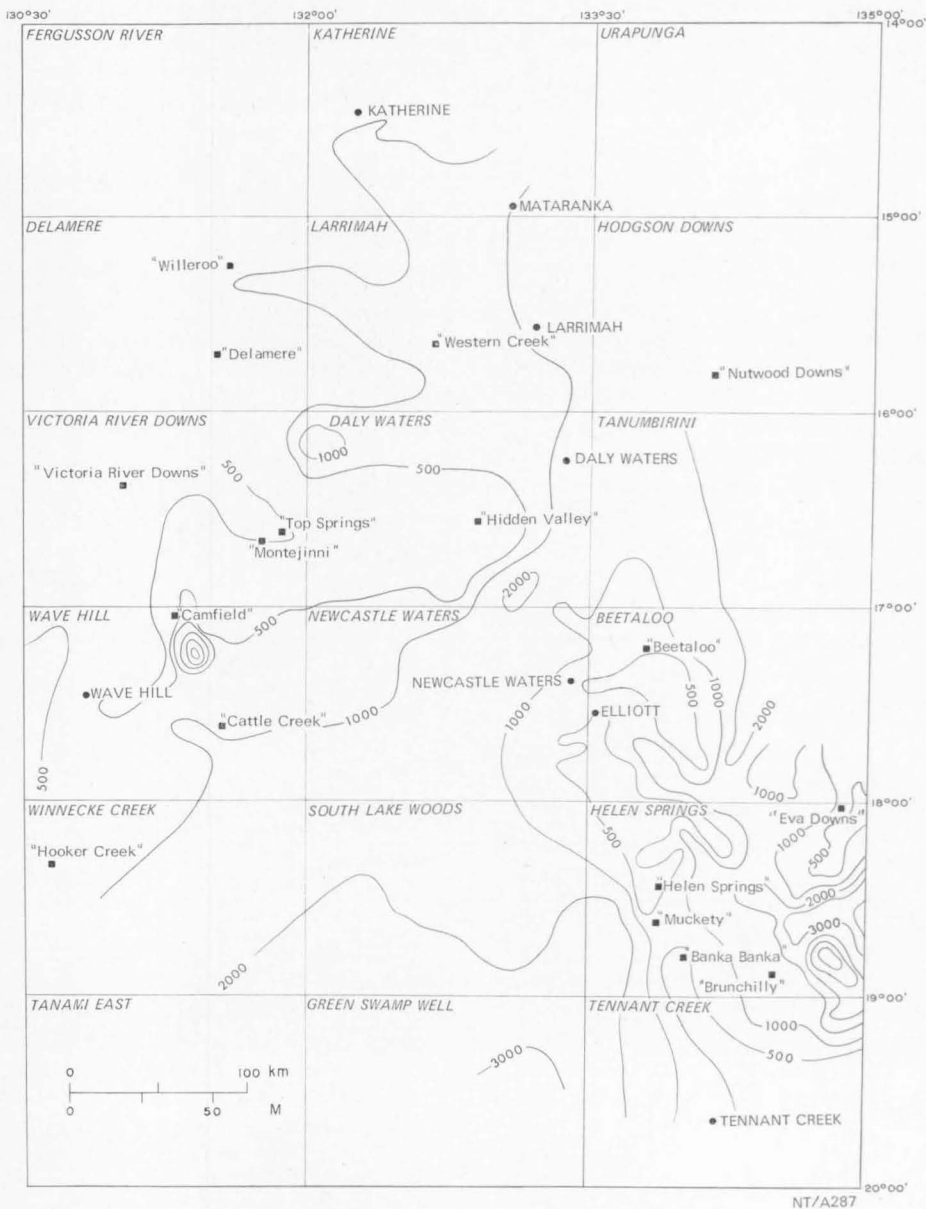 130°30' 132°00' 133°30' 135°00'
14°00'
FERGUSSON RIVER KATHERINE URAPUNGA
KATHERINE
MATARANKA
15°00'
DELAMERE LARRIMAH HODGSON DOWNS
"Willeroo"
LARRIMAH
"Western Creek"
"Delamere"
"Nutwood Downs"
16°00'
VICTORIA RIVER DOWNS DALY WATERS TANUMBIRINI
1000
DALY WATERS
500 500
"Victoria River Downs"
"Top Springs" "Hidden Valley"
"Montejinni"
2000
17°00'
WAVE HILL "Camfield" NEWCASTLE WATERS BEETALOO
500
"Beetaloo"
NEWCASTLE WATERS
1000 500 1000
WAVE HILL
ELLIOTT
"Cattle Creek" 1000 1000 2000
500
1000
18°00'
WINNECKE CREEK SOUTH LAKE WOODS HELEN SPRINGS
"Eva Downs"
500 1000
500
"Hooker Creek"
"Helen Springs" 2000
"Muckety" 3000
2000
"Banka Banka"
"Brunchilly"
19°00'
TANAMI EAST GREEN SWAMP WELL TENNANT CREEK
1000
500
3000
0 100 km
0 50 M
TENNANT CREEK
20°00'
NT/A287